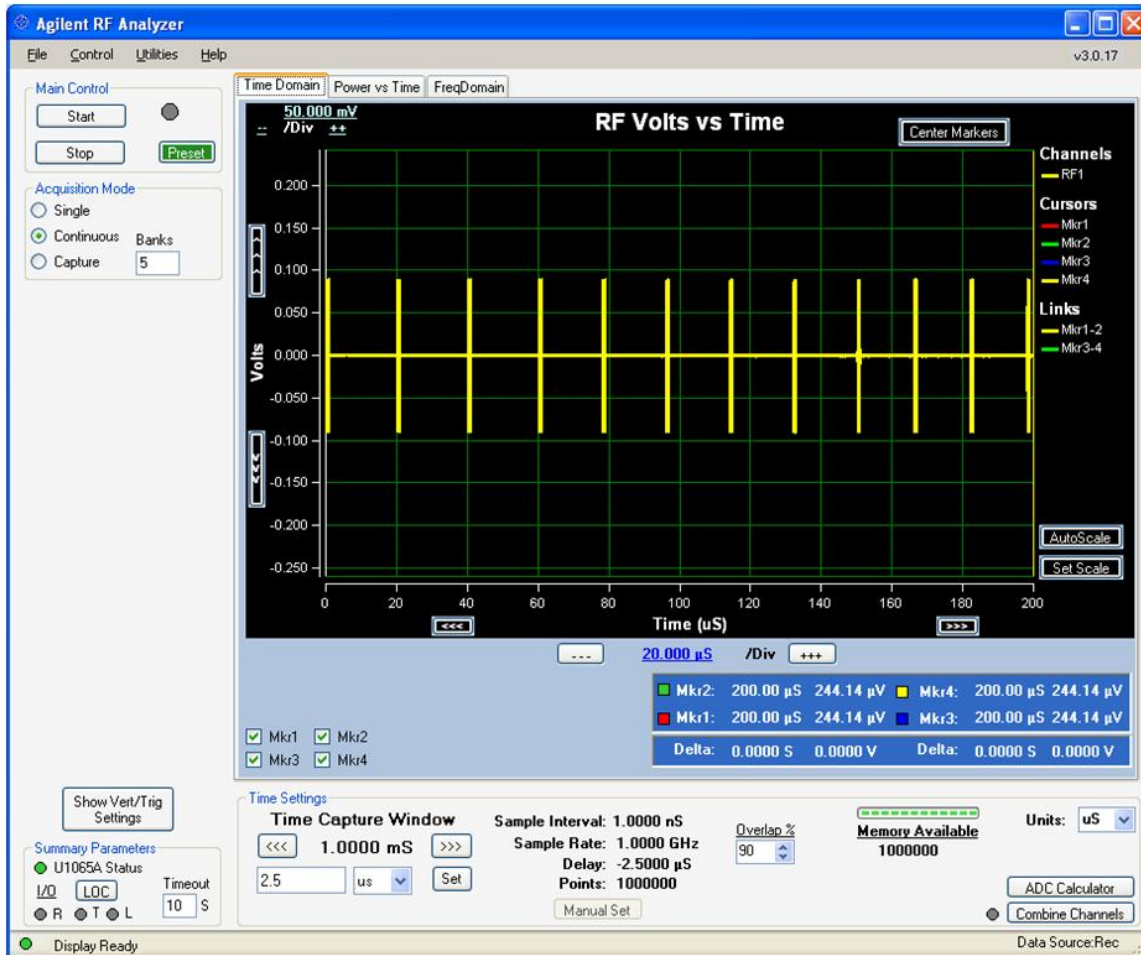 Agilent RF Analyzer
File Control Utilities Help v3.0.17
Main Control
Start
Stop Preset
Acquisition Mode
Single
Continuous Banks
Capture 5
Time Domain Power vs Time FreqDomain
50.000 mV
-- /Div ++
RF Volts vs Time
Center Markers
Channels
RF1
Cursors
Mkr1
Mkr2
Mkr3
Mkr4
Links
Mkr1-2
Mkr3-4
Volts
0.200
0.150
0.100
0.050
0.000
-0.050
-0.100
-0.150
-0.200
-0.250
AutoScale
Set Scale
0 20 40 60 80 100 120 140 160 180 200
<<< Time (uS) >>>
--- 20.000 µS /Div +++
Mkr2: 200.00 µS 244.14 µV Mkr4: 200.00 µS 244.14 µV
Mkr1: 200.00 µS 244.14 µV Mkr3: 200.00 µS 244.14 µV
Delta: 0.0000 S 0.0000 V Delta: 0.0000 S 0.0000 V
Mkr1 Mkr2
Mkr3 Mkr4
Show Vert/Trig
Settings
Summary Parameters
U1065A Status
I/O LOC Timeout
R T L 10 S
Time Settings
Time Capture Window
<<< 1.0000 mS >>>
2.5 us Set
Sample Interval: 1.0000 nS
Sample Rate: 1.0000 GHz
Delay: -2.5000 µS
Points: 1000000
Manual Set
Overlap %
90
Memory Available
1000000
Units: uS
ADC Calculator
Combine Channels
Display Ready Data Source:Rec